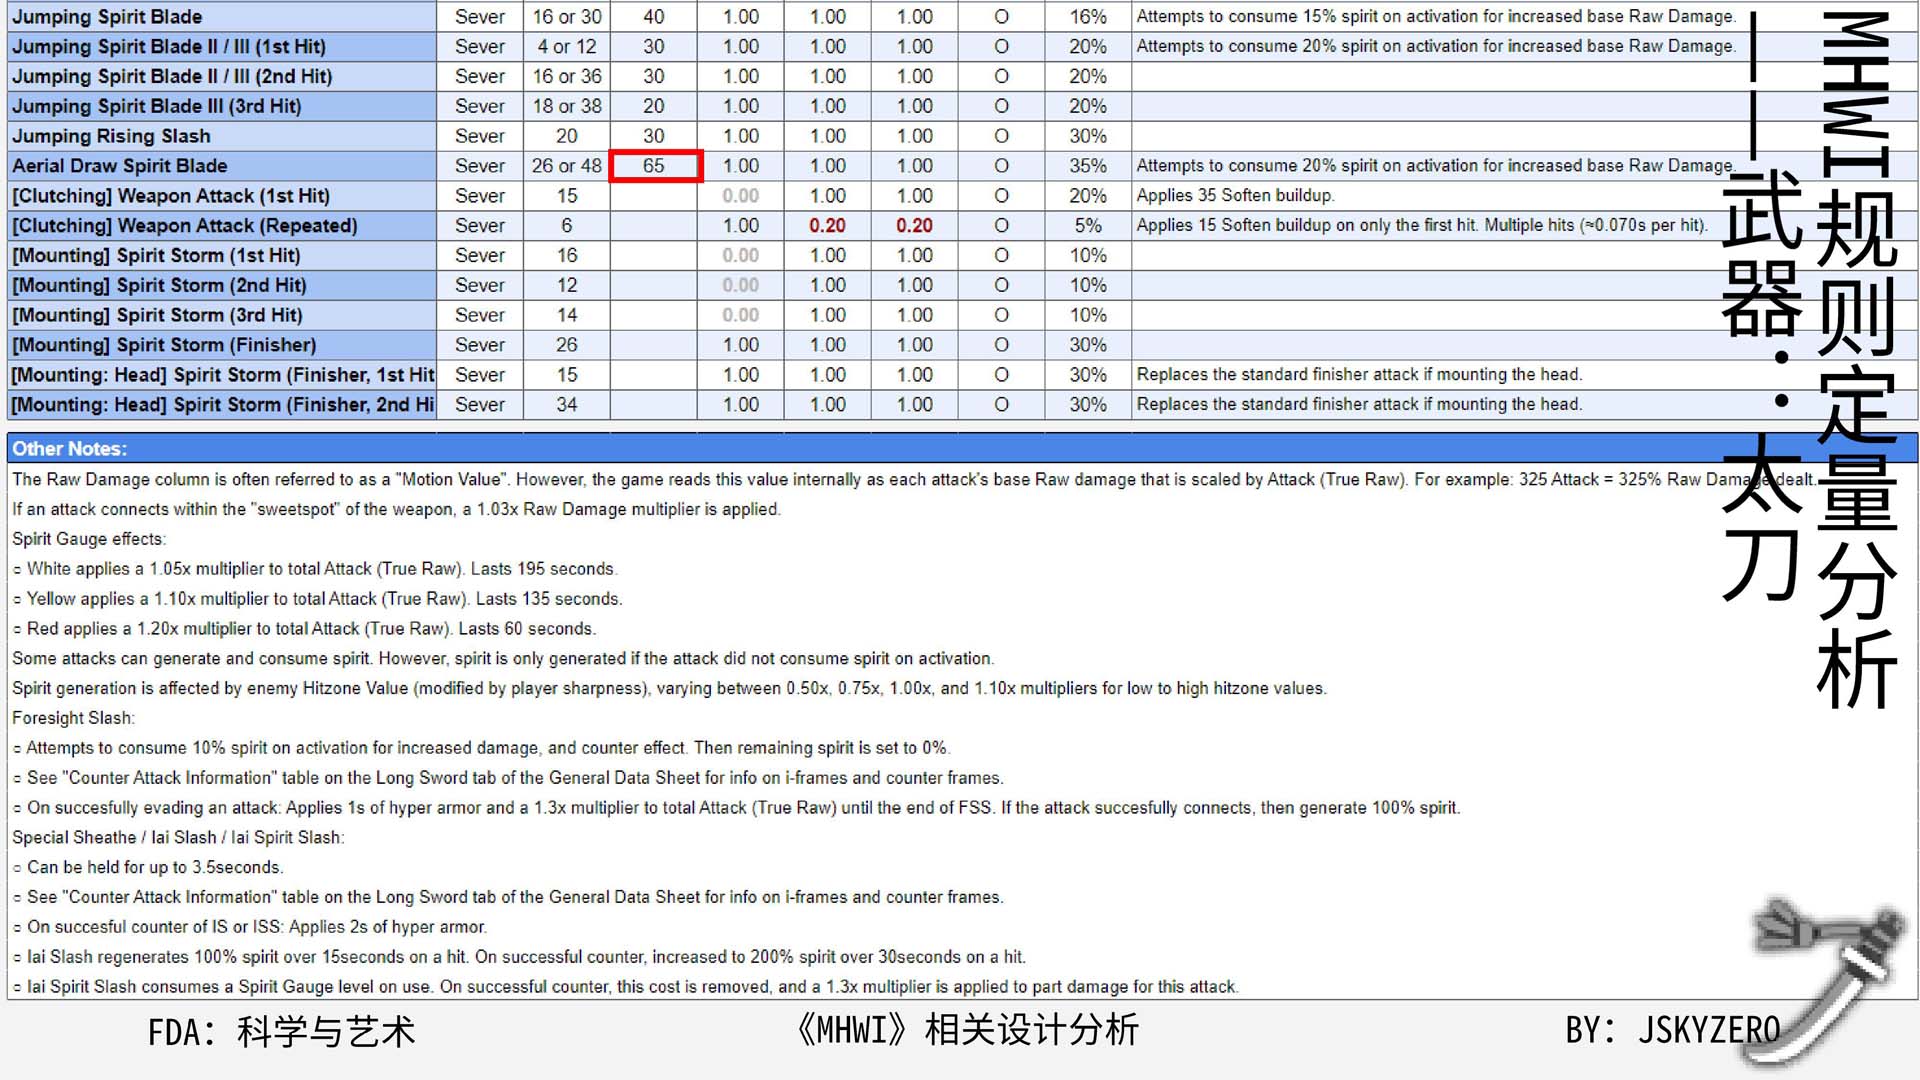 Jumping Spirit Blade Sever 16 or 30 40 1.00 1.00 1.00 O 16% Attempts to consume 15% spirit on activation for increased base Raw Damage.
Jumping Spirit Blade II / III (1st Hit) Sever 4 or 12 30 1.00 1.00 1.00 O 20% Attempts to consume 20% spirit on activation for increased base Raw Damage.
Jumping Spirit Blade II / III (2nd Hit) Sever 16 or 36 30 1.00 1.00 1.00 O 20%
Jumping Spirit Blade III (3rd Hit) Sever 18 or 38 20 1.00 1.00 1.00 O 20%
Jumping Rising Slash Sever 20 30 1.00 1.00 1.00 O 30%
Aerial Draw Spirit Blade Sever 26 or 48 65 1.00 1.00 1.00 O 35% Attempts to consume 20% spirit on activation for increased base Raw Damage.
[Clutching] Weapon Attack (1st Hit) Sever 15 0.00 1.00 1.00 O 20% Applies 35 Soften buildup.
[Clutching] Weapon Attack (Repeated) Sever 6 1.00 0.20 0.20 O 5% Applies 15 Soften buildup on only the first hit. Multiple hits (≈0.070s per hit).
[Mounting] Spirit Storm (1st Hit) Sever 16 0.00 1.00 1.00 O 10%
[Mounting] Spirit Storm (2nd Hit) Sever 12 0.00 1.00 1.00 O 10%
[Mounting] Spirit Storm (3rd Hit) Sever 14 0.00 1.00 1.00 O 10%
[Mounting] Spirit Storm (Finisher) Sever 26 1.00 1.00 1.00 O 30%
[Mounting: Head] Spirit Storm (Finisher, 1st Hit Sever 15 1.00 1.00 1.00 O 30% Replaces the standard finisher attack if mounting the head.
[Mounting: Head] Spirit Storm (Finisher, 2nd Hi Sever 34 1.00 1.00 1.00 O 30% Replaces the standard finisher attack if mounting the head.
Other Notes:
The Raw Damage column is often referred to as a "Motion Value". However, the game reads this value internally as each attack's base Raw damage that is scaled by Attack (True Raw). For example: 325 Attack = 325% Raw Damage dealt.
If an attack connects within the "sweetspot" of the weapon, a 1.03x Raw Damage multiplier is applied.
Spirit Gauge effects:
○ White applies a 1.05x multiplier to total Attack (True Raw). Lasts 195 seconds.
○ Yellow applies a 1.10x multiplier to total Attack (True Raw). Lasts 135 seconds.
○ Red applies a 1.20x multiplier to total Attack (True Raw). Lasts 60 seconds.
Some attacks can generate and consume spirit. However, spirit is only generated if the attack did not consume spirit on activation.
Spirit generation is affected by enemy Hitzone Value (modified by player sharpness), varying between 0.50x, 0.75x, 1.00x, and 1.10x multipliers for low to high hitzone values.
Foresight Slash:
○ Attempts to consume 10% spirit on activation for increased damage, and counter effect. Then remaining spirit is set to 0%.
○ See "Counter Attack Information" table on the Long Sword tab of the General Data Sheet for info on i-frames and counter frames.
○ On succesfully evading an attack: Applies 1s of hyper armor and a 1.3x multiplier to total Attack (True Raw) until the end of FSS. If the attack succesfully connects, then generate 100% spirit.
Special Sheathe / Iai Slash / Iai Spirit Slash:
○ Can be held for up to 3.5seconds.
○ See "Counter Attack Information" table on the Long Sword tab of the General Data Sheet for info on i-frames and counter frames.
○ On succesful counter of IS or ISS: Applies 2s of hyper armor.
○ Iai Slash regenerates 100% spirit over 15seconds on a hit. On successful counter, increased to 200% spirit over 30seconds on a hit.
○ Iai Spirit Slash consumes a Spirit Gauge level on use. On successful counter, this cost is removed, and a 1.3x multiplier is applied to part damage for this attack.
MHWI规则定量分析
——武器：太刀
FDA：科学与艺术
《MHWI》相关设计分析
BY：JSKYZERO